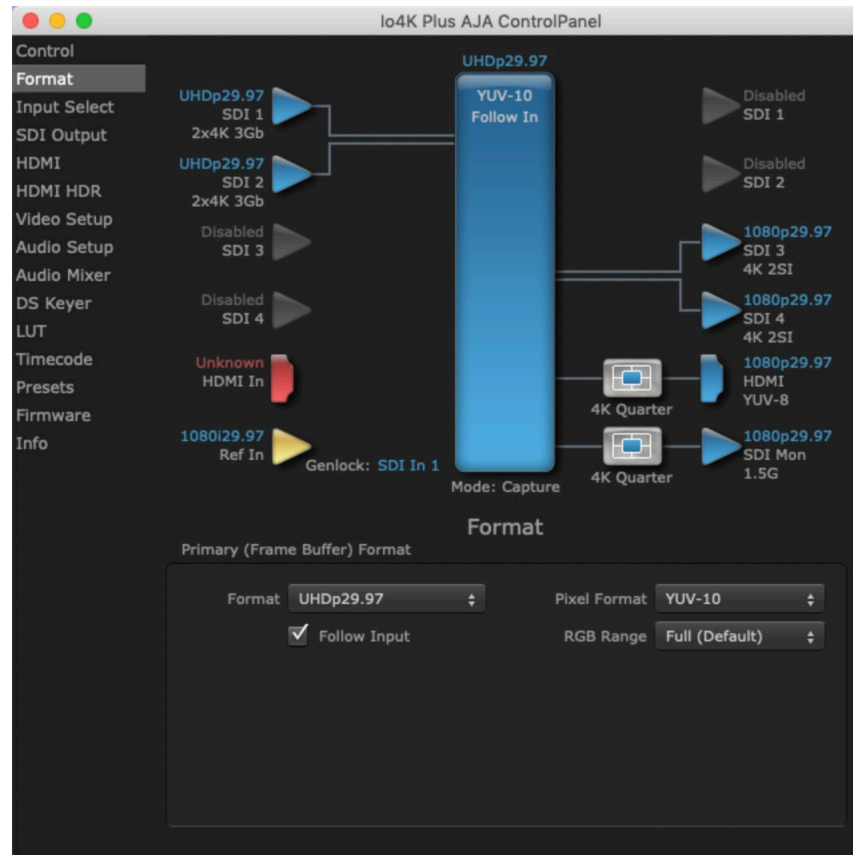 Io4K Plus AJA ControlPanel
Control
Format
Input Select
SDI Output
HDMI
HDMI HDR
Video Setup
Audio Setup
Audio Mixer
DS Keyer
LUT
Timecode
Presets
Firmware
Info
UHDp29.97
SDI 1
2x4K 3Gb
UHDp29.97
SDI 2
2x4K 3Gb
Disabled
SDI 3
Disabled
SDI 4
Unknown
HDMI In
1080i29.97
Ref In
Genlock: SDI In 1
UHDp29.97
YUV-10
Follow In
Mode: Capture
Disabled
SDI 1
Disabled
SDI 2
1080p29.97
SDI 3
4K 2SI
1080p29.97
SDI 4
4K 2SI
4K Quarter
1080p29.97
HDMI
YUV-8
4K Quarter
1080p29.97
SDI Mon
1.5G
Format
Primary (Frame Buffer) Format
Format UHDp29.97
Pixel Format YUV-10
Follow Input
RGB Range Full (Default)